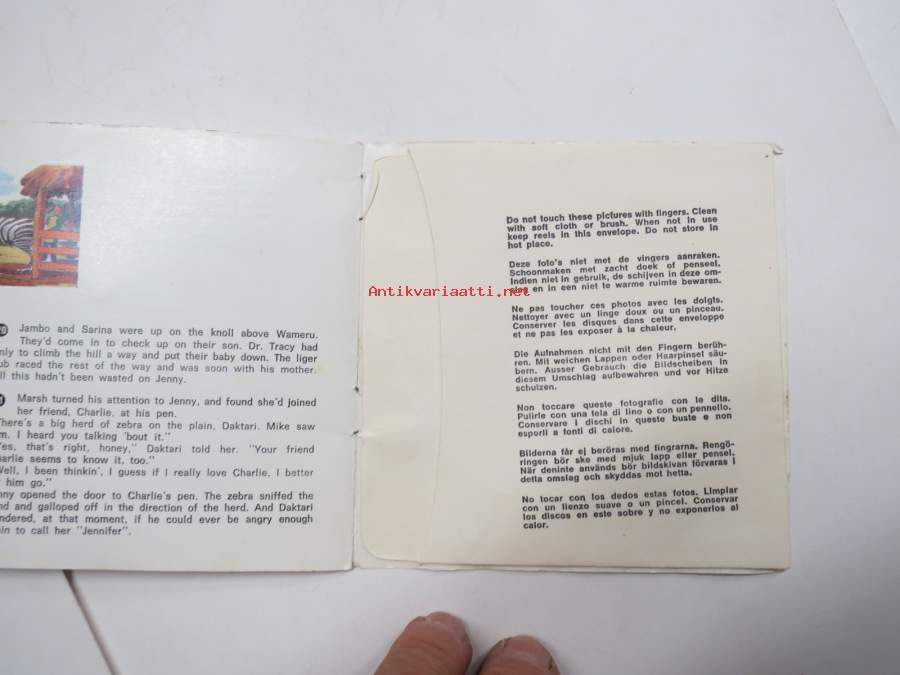 20 Jambo and Sarina were up on the knoll above Wameru.
They'd come in to check up on their son. Dr. Tracy had
nly to climb the hill a way and put their baby down. The liger
ub raced the rest of the way and was soon with his mother.
ll this hadn't been wasted on Jenny.
Marsh turned his attention to Jenny, and found she'd joined
her friend, Charlie, at his pen.
here's a big herd of zebra on the plain, Daktari. Mike saw
m. I heard you talking 'bout it."
es, that's right, honey," Daktari told her. "Your friend
arlie seems to know it, too."
ell, I been thinkin', I guess if I really love Charlie, I better
him go."
nny opened the door to Charlie's pen. The zebra sniffed the
nd and galloped off in the direction of the herd. And Daktari
ndered, at that moment, if he could ever be angry enough
in to call her "Jennifer".
Do not touch these pictures with fingers. Clean
with soft cloth or brush. When not in use
keep reels in this envelope. Do not store in
hot place.
Deze foto's niet met de vingers aanraken.
Schoonmaken met zacht doek of penseel.
Indien niet in gebruik, de schijven in deze om-
en in een niet te warme ruimte bewaren.
Antikvariaatti.net
Ne pas toucher ces photos avec les doigts.
Nettoyer avec un linge doux ou un pinceau.
Conserver les disques dans cette enveloppe
et ne pas les exposer à la chaleur.
Die Aufnahmen nicht mit den Fingern berüh-
ren. Mit weichen Lappen oder Haarpinsel säu-
bern. Ausser Gebrauch die Bildscheiben in
diesem Umschlag aufbewahren und vor Hitze
schützen.
Non toccare queste fotografie con le dita.
Pulirle con una tela di lino o con un pennello.
Conservare i dischi in queste buste e non
esporli a fonti di calore.
Bilderna får ej beröras med fingrarna. Rengö-
ringen bör ske med mjuk lapp eller pensel.
När deninte används bör bildskivan förvaras i
detta omslag och skyddas mot hetta.
No tocar con los dedos estas fotos. Limpiar
con un lienzo suave o un pincel. Conservar
los discos en este sobre y no exponerlos al
calor.